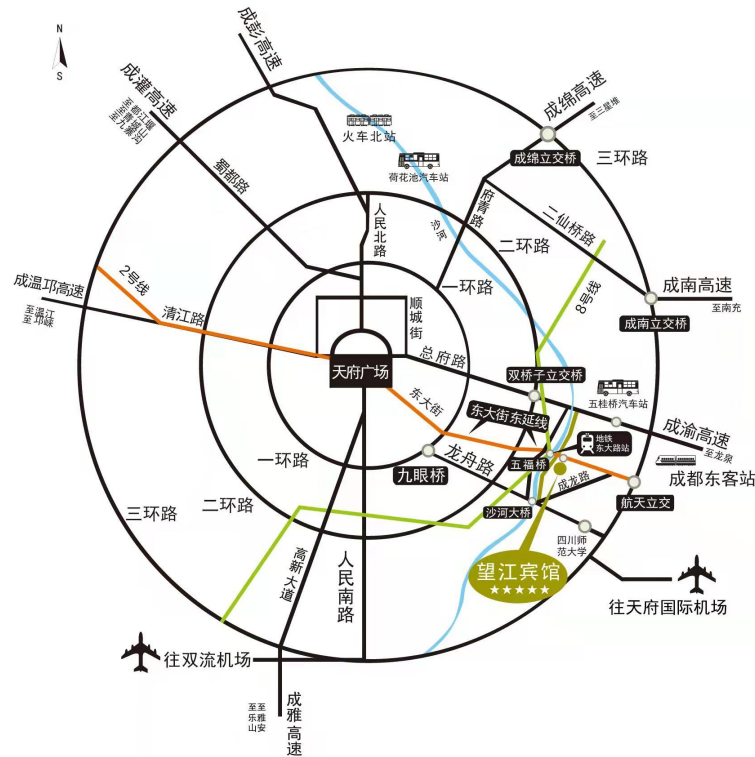 N
S
成彭高速
成灌高速
至都江堰
至青城山
至九寨沟
火车北站
荷花池汽车站
成绵高速
至三星堆
成绵立交桥
三环路
蜀都路
人民北路
沙河
府青路
二仙桥路
二环路
一环路
8号线
成南高速
至南充
成南立交桥
2号线
成温邛高速
至温江
至邛崃
清江路
顺城街
总府路
天府广场
双桥子立交桥
五桂桥汽车站
东大街
东大街东延线
成渝高速
至龙泉
地铁
东大路站
五福桥
龙舟路
九眼桥
成都东客站
成龙路
航天立交
沙河大桥
一环路
二环路
三环路
四川师
范大学
望江宾馆
★★★★★
高新大道
人民南路
往天府国际机场
往双流机场
成雅高速
至雅安
至乐山